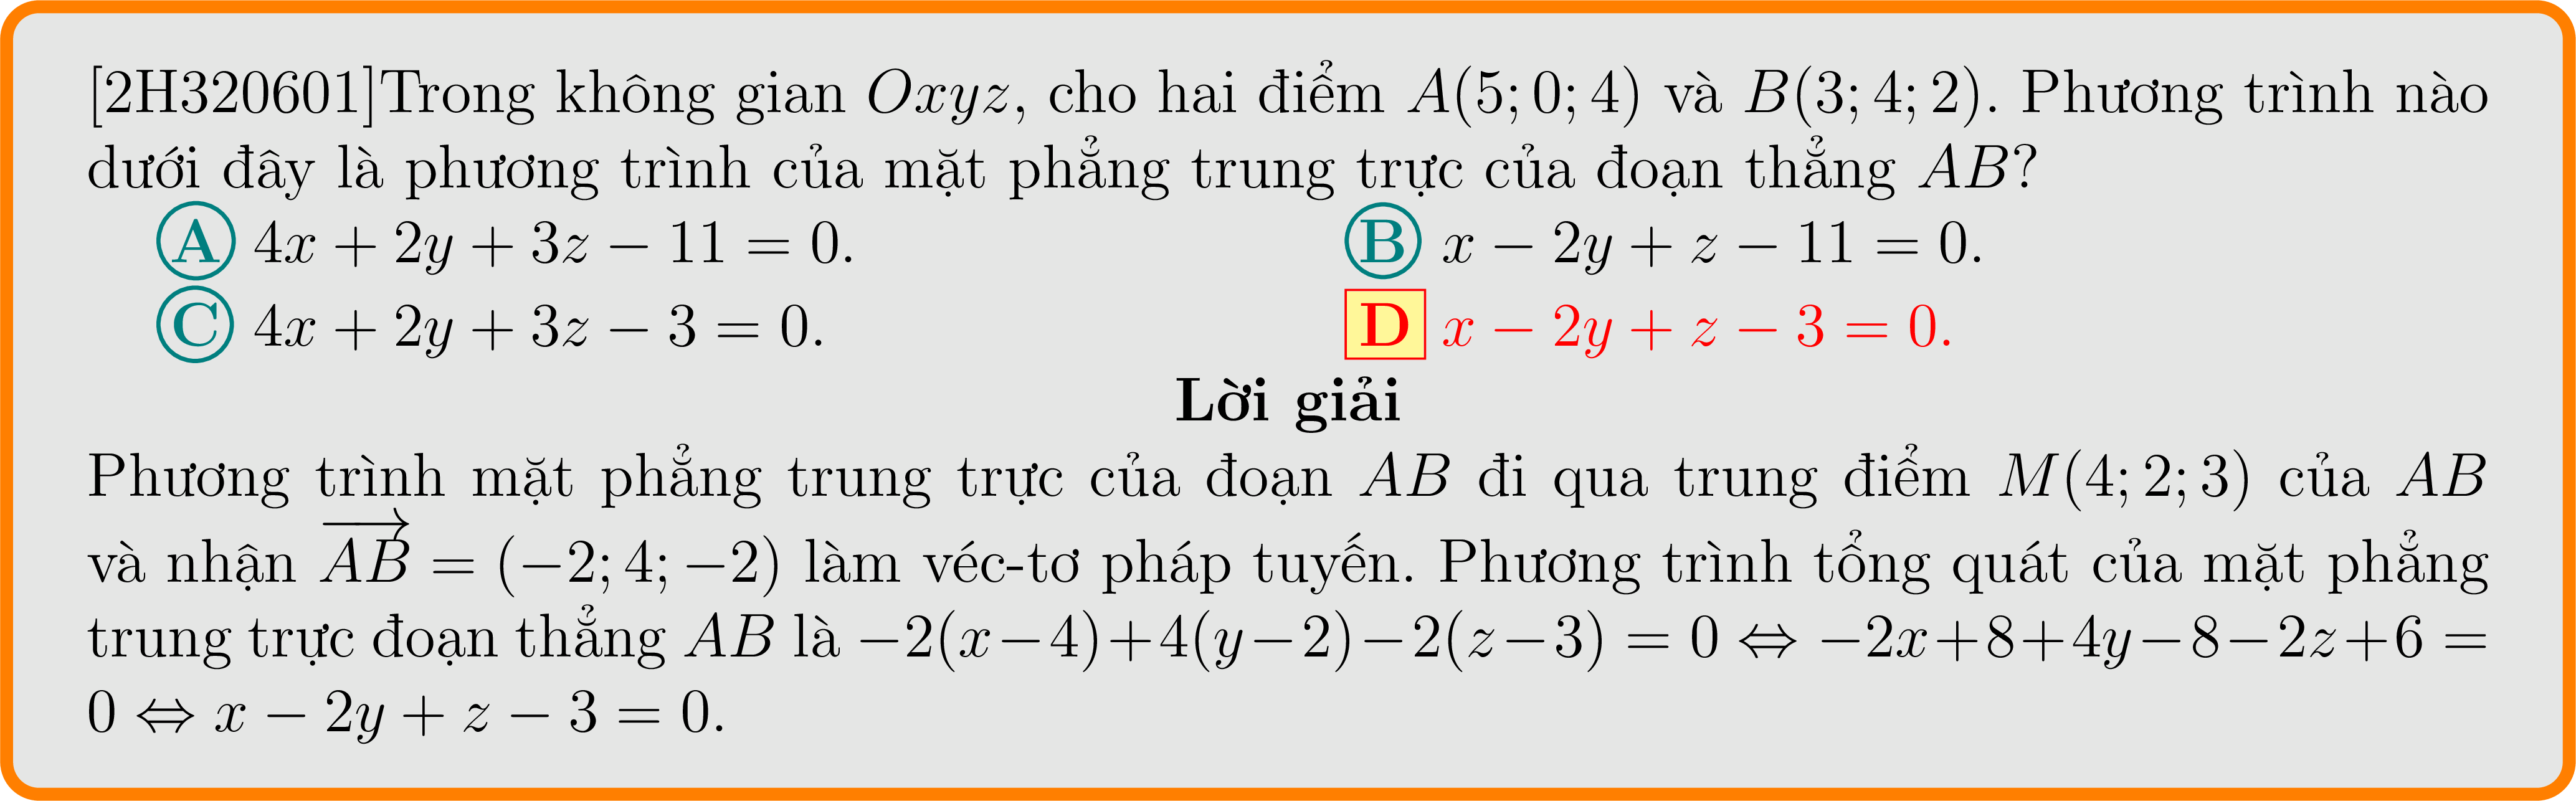 [2H320601]Trong không gian Oxyz, cho hai điểm A(5; 0; 4) và B(3; 4; 2). Phương trình nào
dưới đây là phương trình của mặt phẳng trung trực của đoạn thẳng AB?
A 4x + 2y + 3z − 11 = 0. B x − 2y + z − 11 = 0.
C 4x + 2y + 3z − 3 = 0. D x − 2y + z − 3 = 0.
Lời giải
Phương trình mặt phẳng trung trực của đoạn AB đi qua trung điểm M(4; 2; 3) của AB
và nhận \overrightarrow{AB} = (−2; 4; −2) làm véc-tơ pháp tuyến. Phương trình tổng quát của mặt phẳng
trung trực đoạn thẳng AB là −2(x−4)+4(y−2)−2(z−3) = 0 ⇔ −2x+8+4y−8−2z+6 =
0 ⇔ x − 2y + z − 3 = 0.